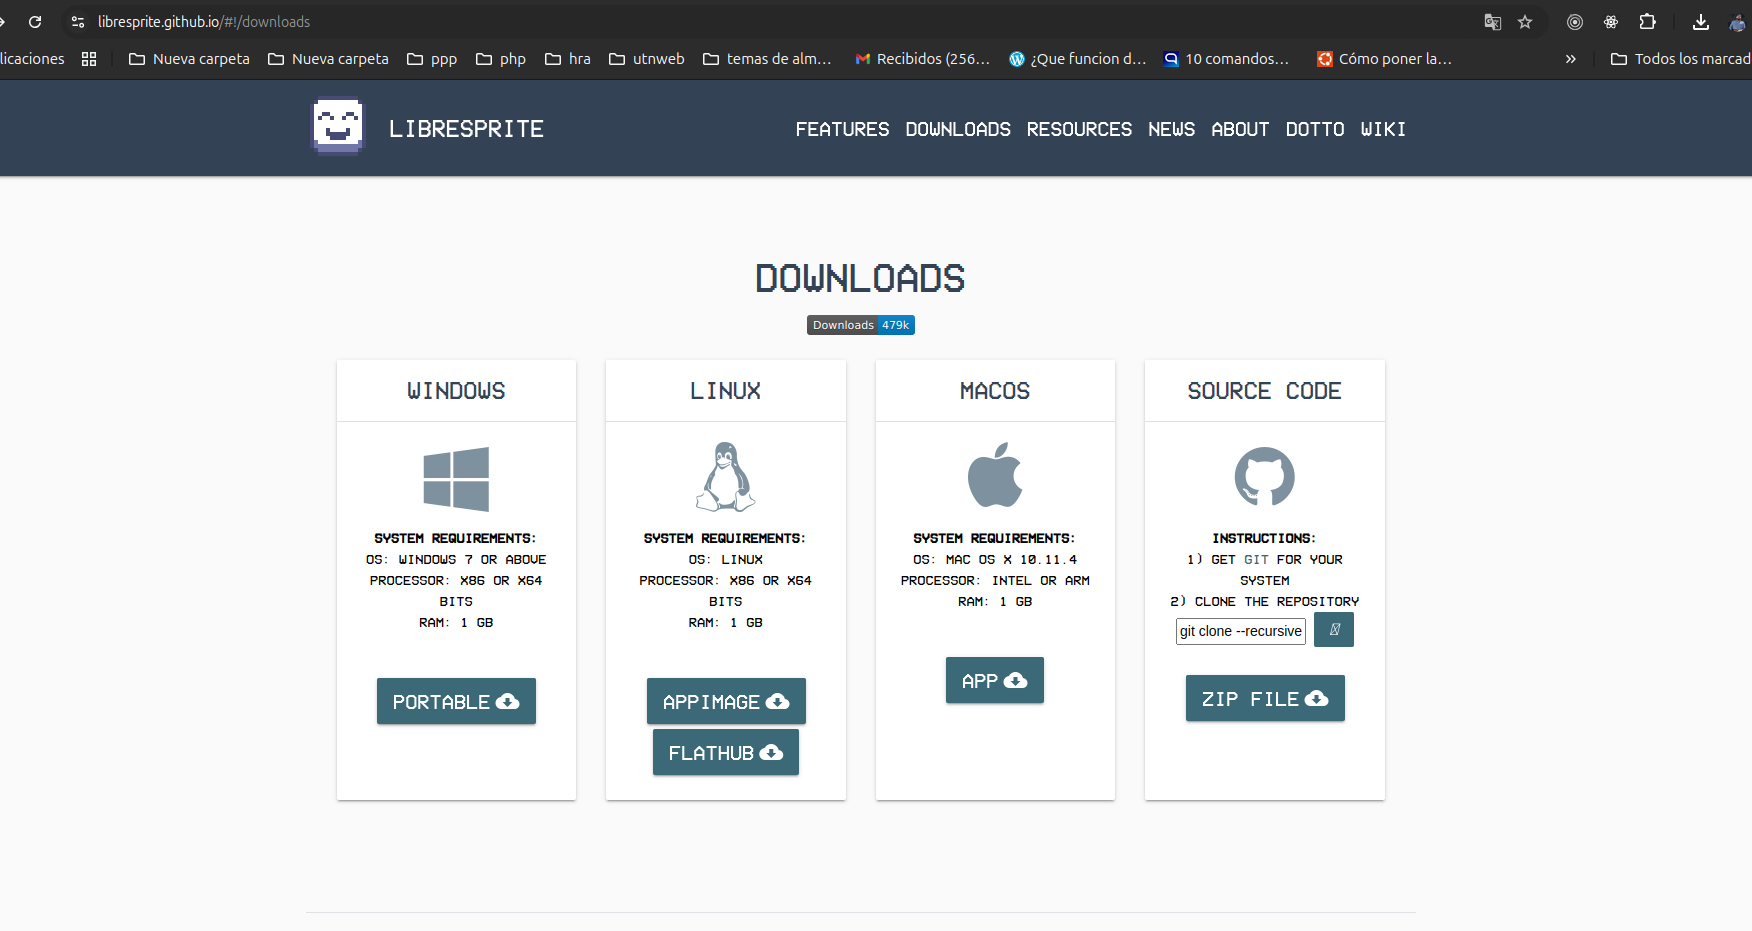 libresprite.github.io/#!/downloads
licaciones Nueva carpeta Nueva carpeta ppp php hra utnweb temas de alm... Recibidos (256... ¿Que funcion d... 10 comandos... Cómo poner la... » Todos los marcad
LIBRESPRITE
FEATURES DOWNLOADS RESOURCES NEWS ABOUT DOTTO WIKI
DOWNLOADS
Downloads 479k
WINDOWS
SYSTEM REQUIREMENTS:
OS: WINDOWS 7 OR ABOVE
PROCESSOR: X86 OR X64
BITS
RAM: 1 GB
PORTABLE
LINUX
SYSTEM REQUIREMENTS:
OS: LINUX
PROCESSOR: X86 OR X64
BITS
RAM: 1 GB
APPIMAGE
FLATHUB
MACOS
SYSTEM REQUIREMENTS:
OS: MAC OS X 10.11.4
PROCESSOR: INTEL OR ARM
RAM: 1 GB
APP
SOURCE CODE
INSTRUCTIONS:
1) GET GIT FOR YOUR
SYSTEM
2) CLONE THE REPOSITORY
git clone --recursive
ZIP FILE